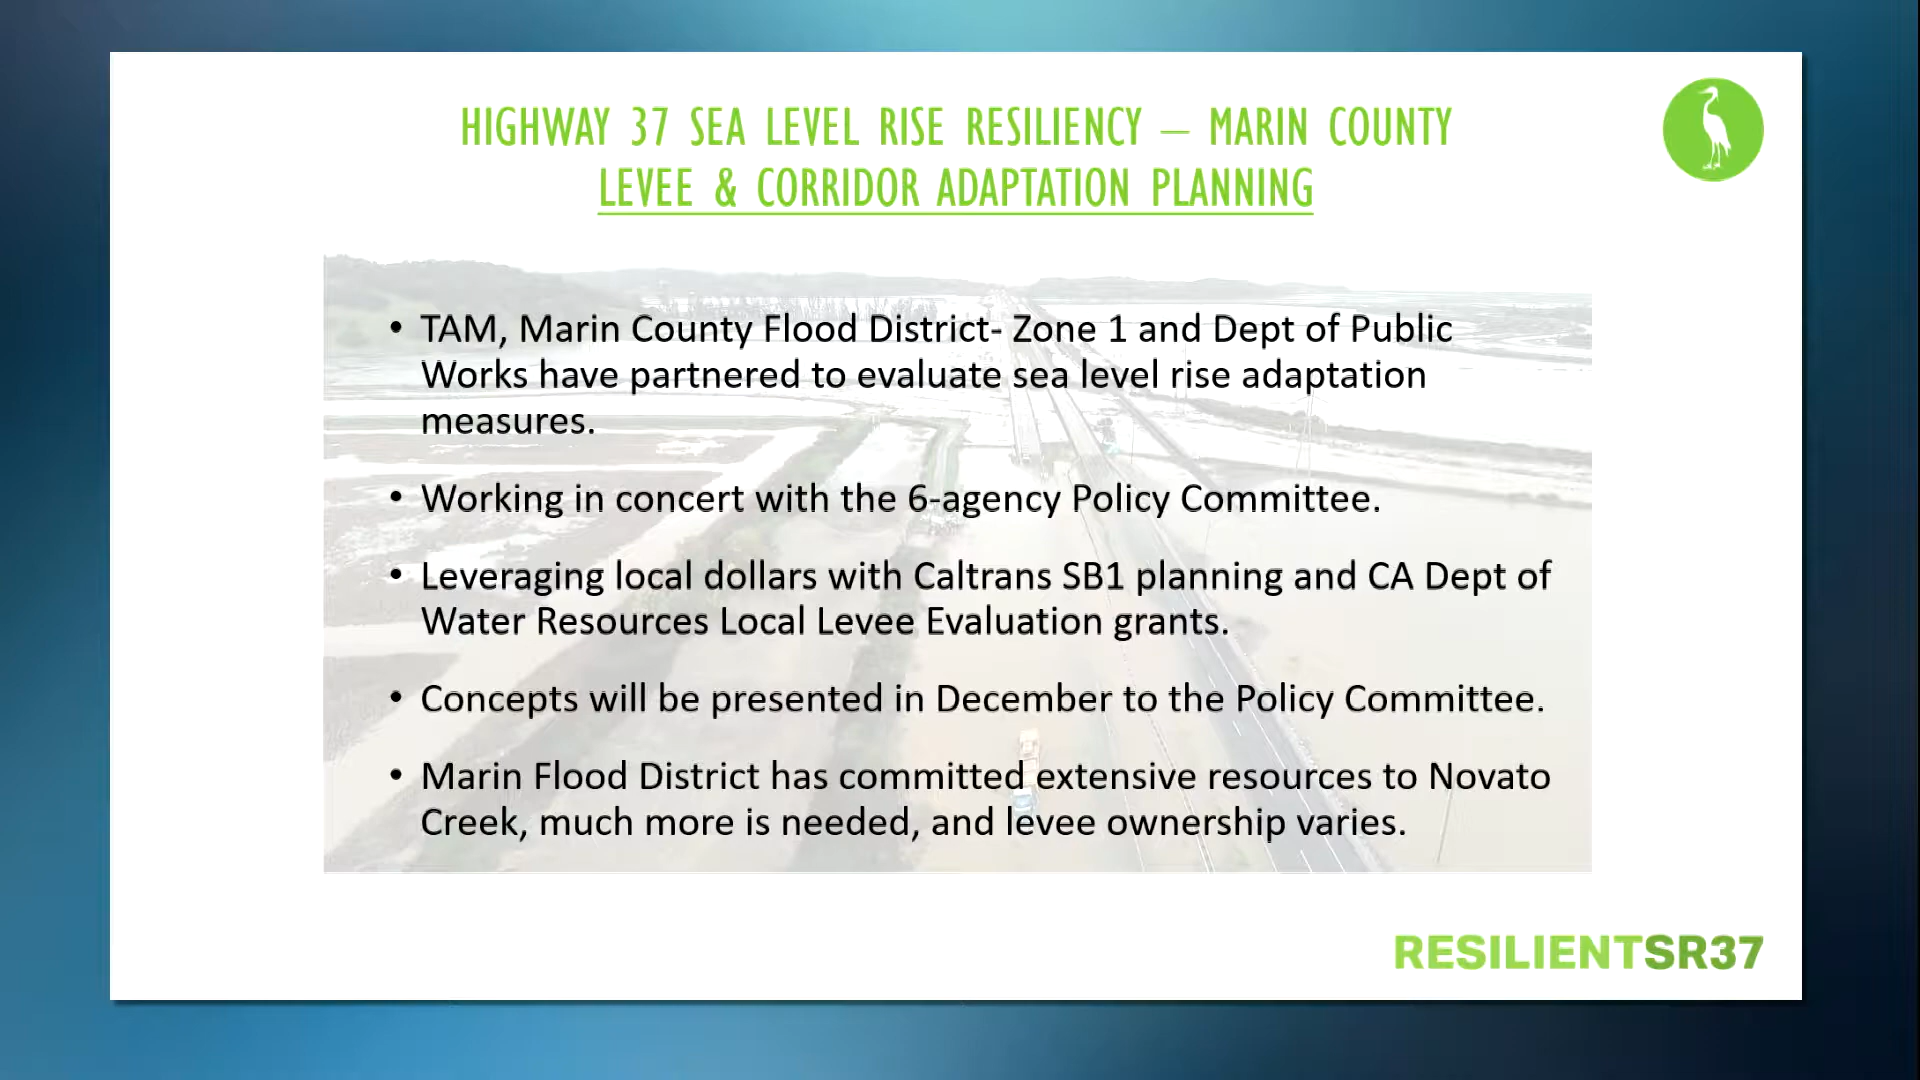 HIGHWAY 37 SEA LEVEL RISE RESILIENCY – MARIN COUNTY
LEVEE & CORRIDOR ADAPTATION PLANNING
• TAM, Marin County Flood District- Zone 1 and Dept of Public
Works have partnered to evaluate sea level rise adaptation
measures.
• Working in concert with the 6-agency Policy Committee.
• Leveraging local dollars with Caltrans SB1 planning and CA Dept of
Water Resources Local Levee Evaluation grants.
• Concepts will be presented in December to the Policy Committee.
• Marin Flood District has committed extensive resources to Novato
Creek, much more is needed, and levee ownership varies.
RESILIENTSR37